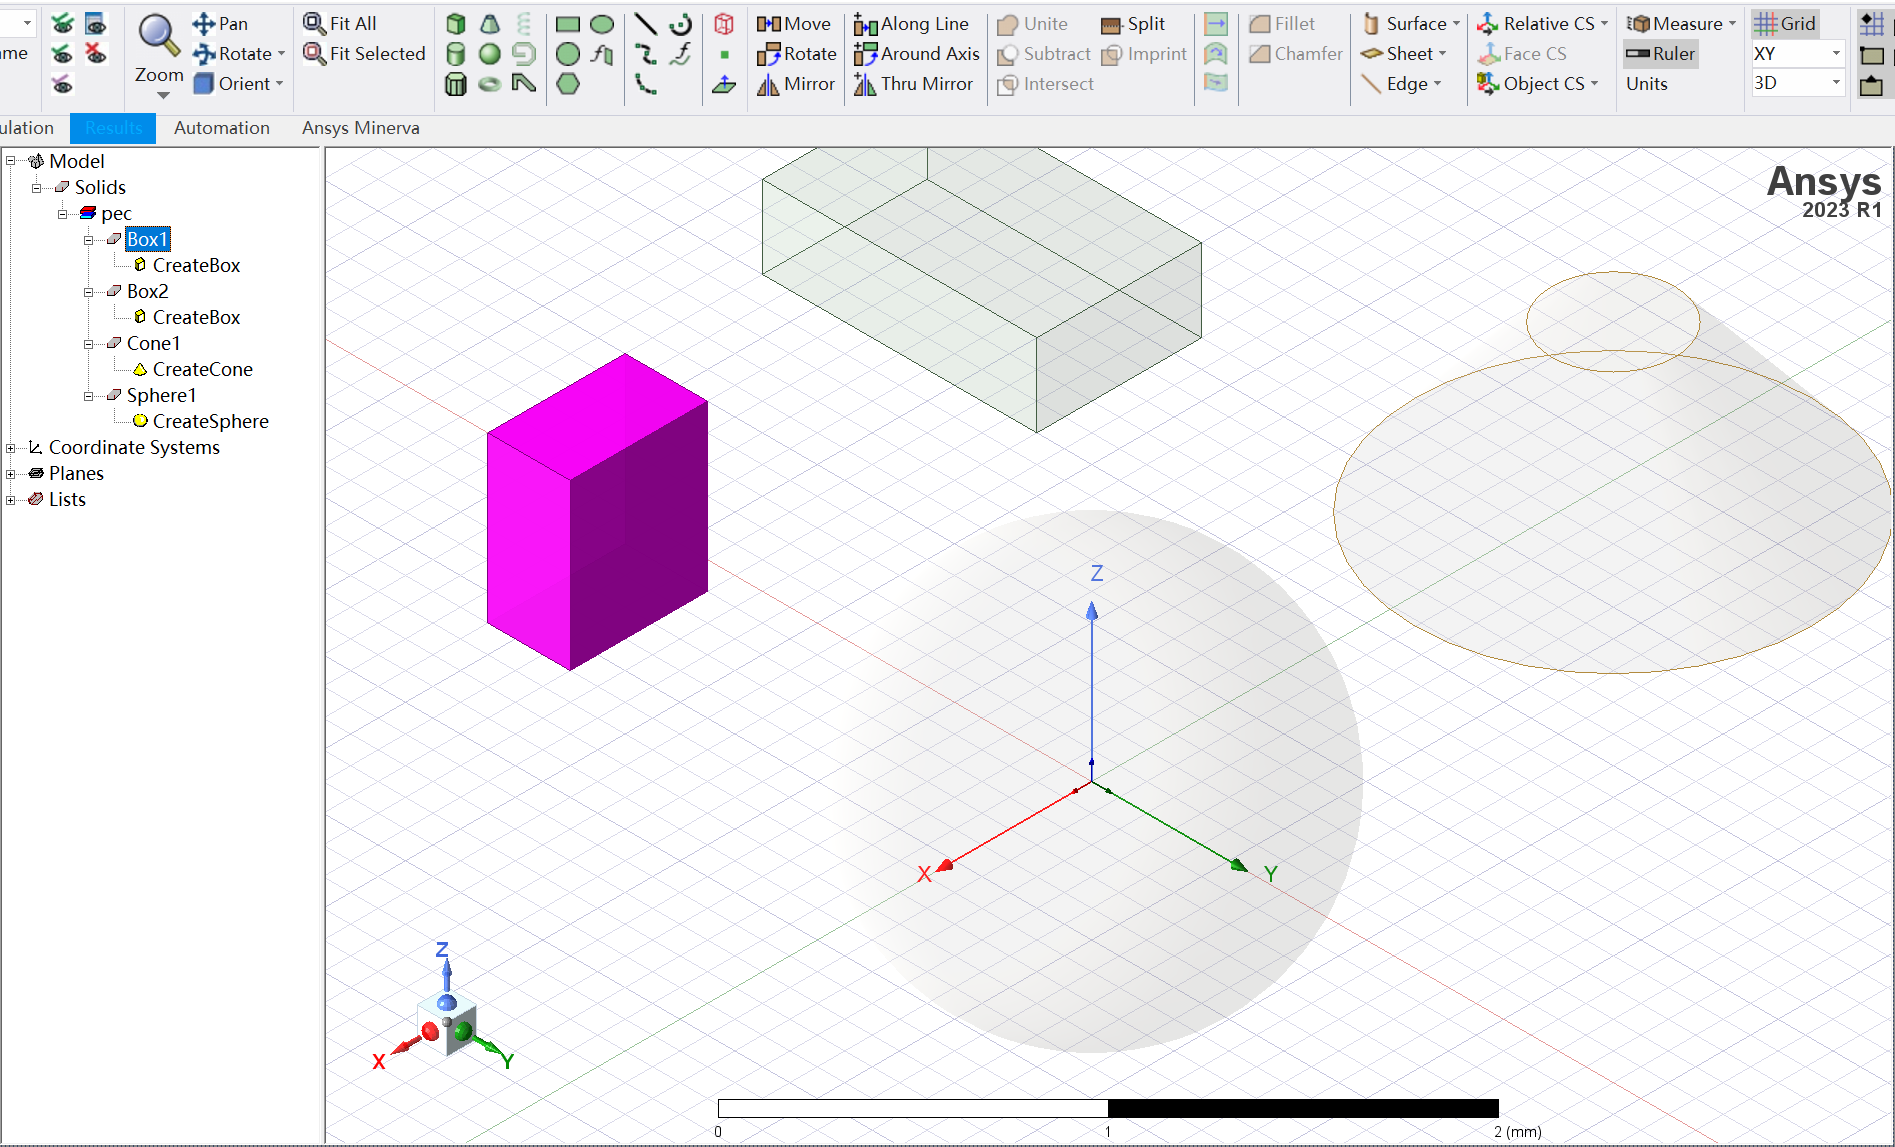 Pan
Fit All
Move
Along Line
Unite
Split
Fillet
Surface
Relative CS
Measure
Grid
Rotate
Fit Selected
Rotate
Around Axis
Subtract
Imprint
Chamfer
Sheet
Face CS
Ruler
XY
Zoom
Orient
Mirror
Thru Mirror
Intersect
Edge
Object CS
Units
3D
ame
ulation
Results
Automation
Ansys Minerva
Model
Solids
pec
Box1
CreateBox
Box2
CreateBox
Cone1
CreateCone
Sphere1
CreateSphere
Coordinate Systems
Planes
Lists
Ansys
2023 R1
Z
X
Y
Z
X
Y
0
1
2 (mm)